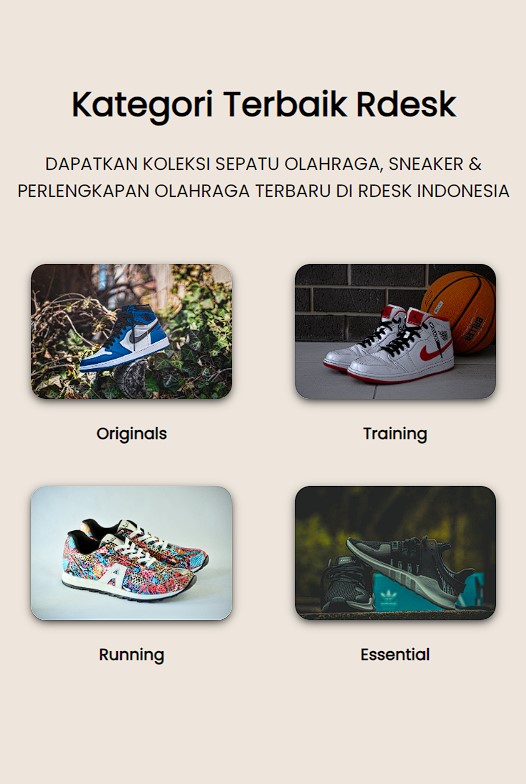 Kategori Terbaik Rdesk
DAPATKAN KOLEKSI SEPATU OLAHRAGA, SNEAKER &
PERLENGKAPAN OLAHRAGA TERBARU DI RDESK INDONESIA
Originals
Training
Running
Essential